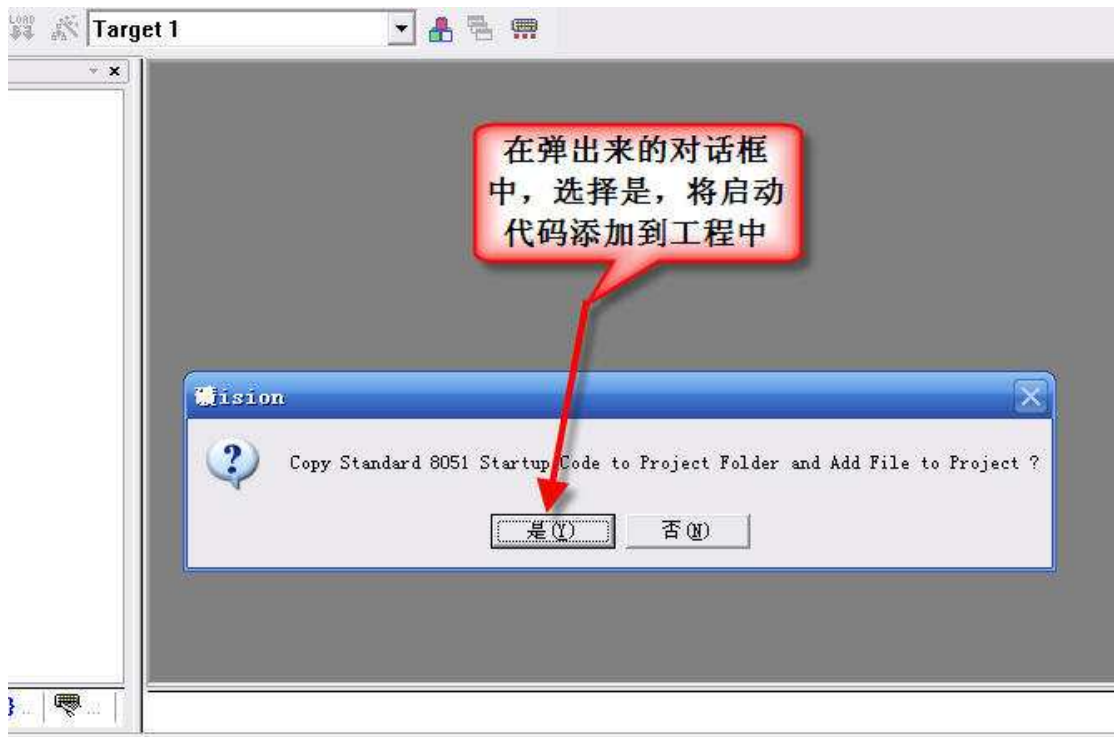 LOAD
Target 1
在弹出来的对话框
中，选择是，将启动
代码添加到工程中
ision
Copy Standard 8051 Startup Code to Project Folder and Add File to Project ?
是(Y)
否(N)